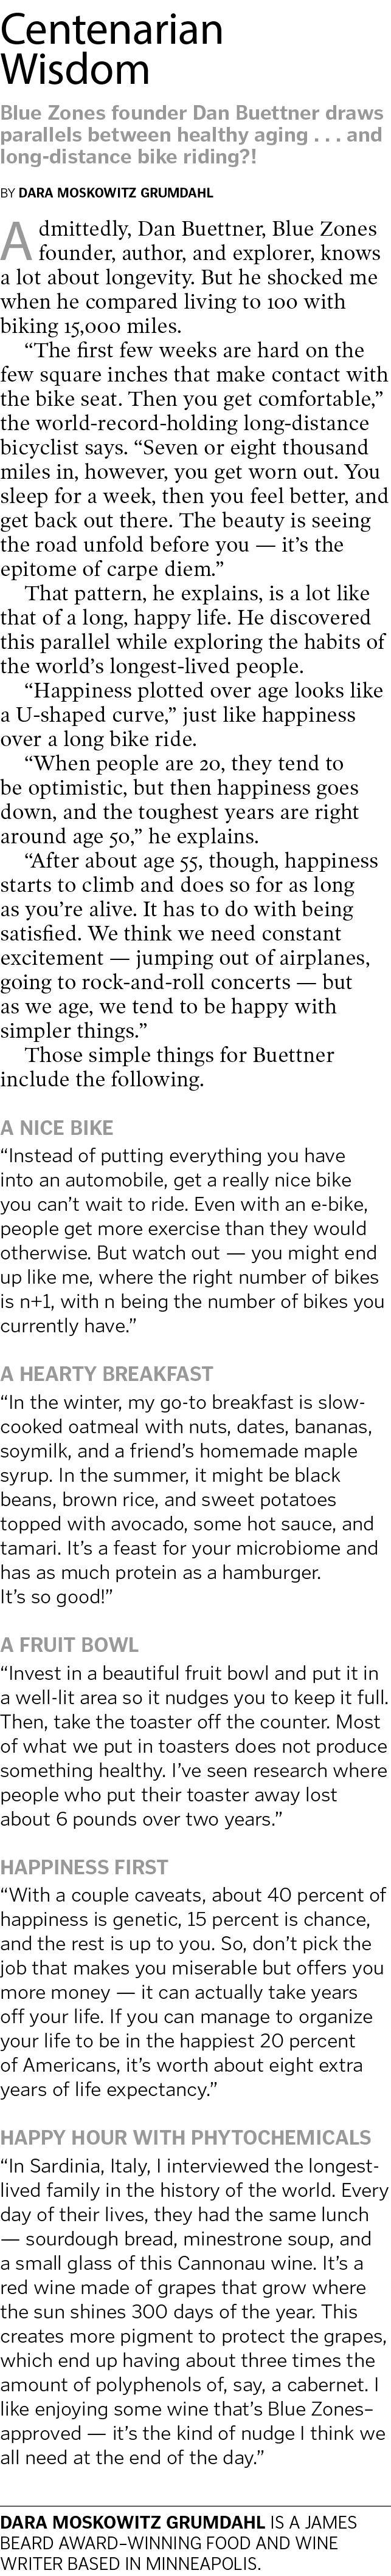 Centenarian
Wisdom
Blue Zones founder Dan Buettner draws
parallels between healthy aging . . . and
long-distance bike riding?!
BY DARA MOSKOWITZ GRUMDAHL
Admittedly, Dan Buettner, Blue Zones
founder, author, and explorer, knows
a lot about longevity. But he shocked me
when he compared living to 100 with
biking 15,000 miles.
“The first few weeks are hard on the
few square inches that make contact with
the bike seat. Then you get comfortable,”
the world-record-holding long-distance
bicyclist says. “Seven or eight thousand
miles in, however, you get worn out. You
sleep for a week, then you feel better, and
get back out there. The beauty is seeing
the road unfold before you — it’s the
epitome of carpe diem.”
That pattern, he explains, is a lot like
that of a long, happy life. He discovered
this parallel while exploring the habits of
the world’s longest-lived people.
“Happiness plotted over age looks like
a U-shaped curve,” just like happiness
over a long bike ride.
“When people are 20, they tend to
be optimistic, but then happiness goes
down, and the toughest years are right
around age 50,” he explains.
“After about age 55, though, happiness
starts to climb and does so for as long
as you’re alive. It has to do with being
satisfied. We think we need constant
excitement — jumping out of airplanes,
going to rock-and-roll concerts — but
as we age, we tend to be happy with
simpler things.”
Those simple things for Buettner
include the following.
A NICE BIKE
“Instead of putting everything you have
into an automobile, get a really nice bike
you can’t wait to ride. Even with an e-bike,
people get more exercise than they would
otherwise. But watch out — you might end
up like me, where the right number of bikes
is n+1, with n being the number of bikes you
currently have.”
A HEARTY BREAKFAST
“In the winter, my go-to breakfast is slow-
cooked oatmeal with nuts, dates, bananas,
soymilk, and a friend’s homemade maple
syrup. In the summer, it might be black
beans, brown rice, and sweet potatoes
topped with avocado, some hot sauce, and
tamari. It’s a feast for your microbiome and
has as much protein as a hamburger.
It’s so good!”
A FRUIT BOWL
“Invest in a beautiful fruit bowl and put it in
a well-lit area so it nudges you to keep it full.
Then, take the toaster off the counter. Most
of what we put in toasters does not produce
something healthy. I’ve seen research where
people who put their toaster away lost
about 6 pounds over two years.”
HAPPINESS FIRST
“With a couple caveats, about 40 percent of
happiness is genetic, 15 percent is chance,
and the rest is up to you. So, don’t pick the
job that makes you miserable but offers you
more money — it can actually take years
off your life. If you can manage to organize
your life to be in the happiest 20 percent
of Americans, it’s worth about eight extra
years of life expectancy.”
HAPPY HOUR WITH PHYTOCHEMICALS
“In Sardinia, Italy, I interviewed the longest-
lived family in the history of the world. Every
day of their lives, they had the same lunch
— sourdough bread, minestrone soup, and
a small glass of this Cannonau wine. It’s a
red wine made of grapes that grow where
the sun shines 300 days of the year. This
creates more pigment to protect the grapes,
which end up having about three times the
amount of polyphenols of, say, a cabernet. I
like enjoying some wine that’s Blue Zones–
approved — it’s the kind of nudge I think we
all need at the end of the day.”
DARA MOSKOWITZ GRUMDAHL IS A JAMES
BEARD AWARD–WINNING FOOD AND WINE
WRITER BASED IN MINNEAPOLIS.